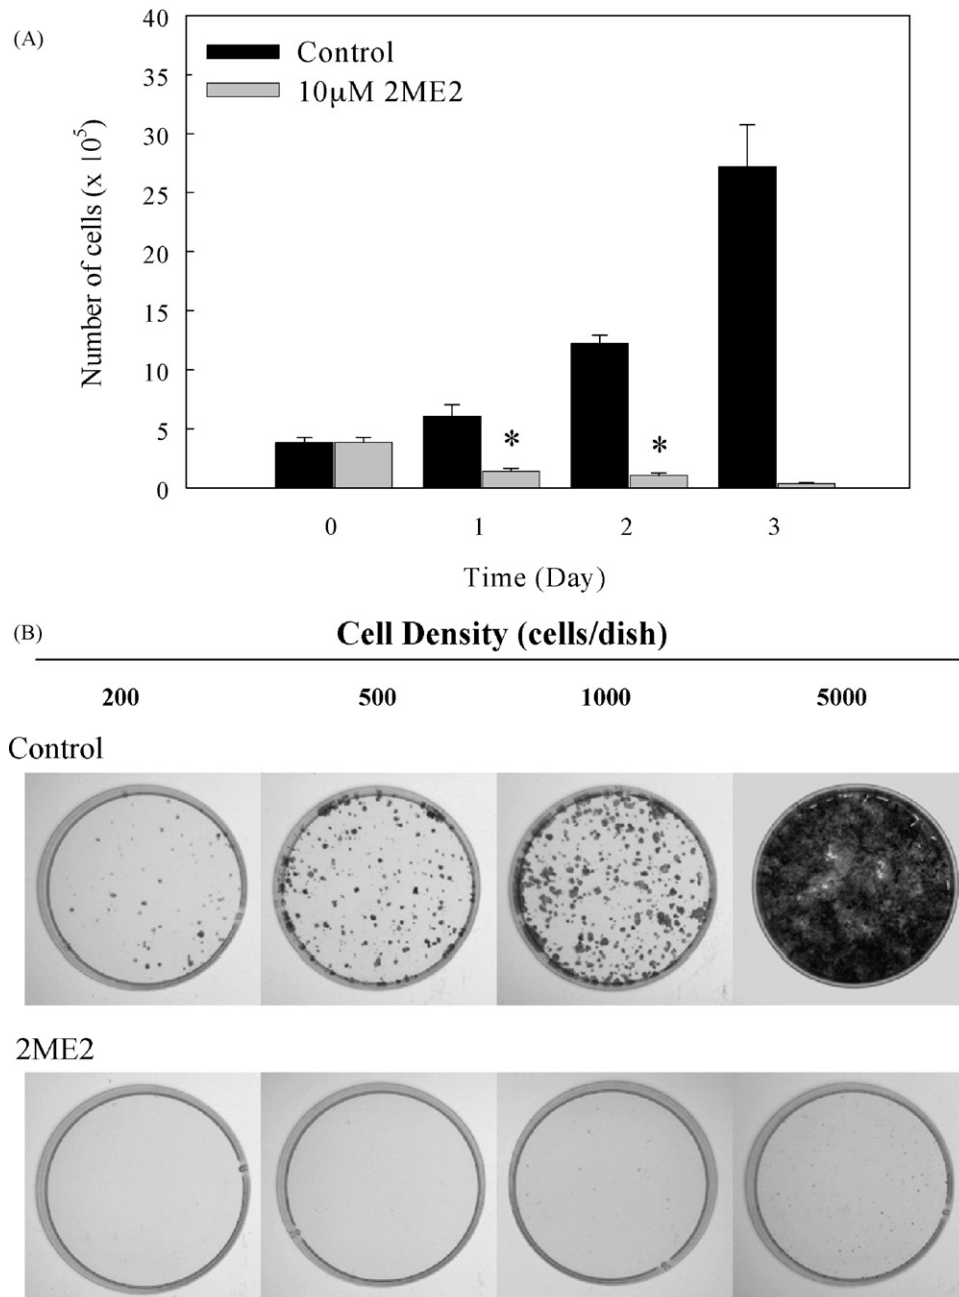 (A)
40
35
30
25
20
15
10
5
0
Number of cells (x 10⁵)
Control
10µM 2ME2
*
*
0 1 2 3
Time (Day)
(B)
Cell Density (cells/dish)
200 500 1000 5000
Control
2ME2